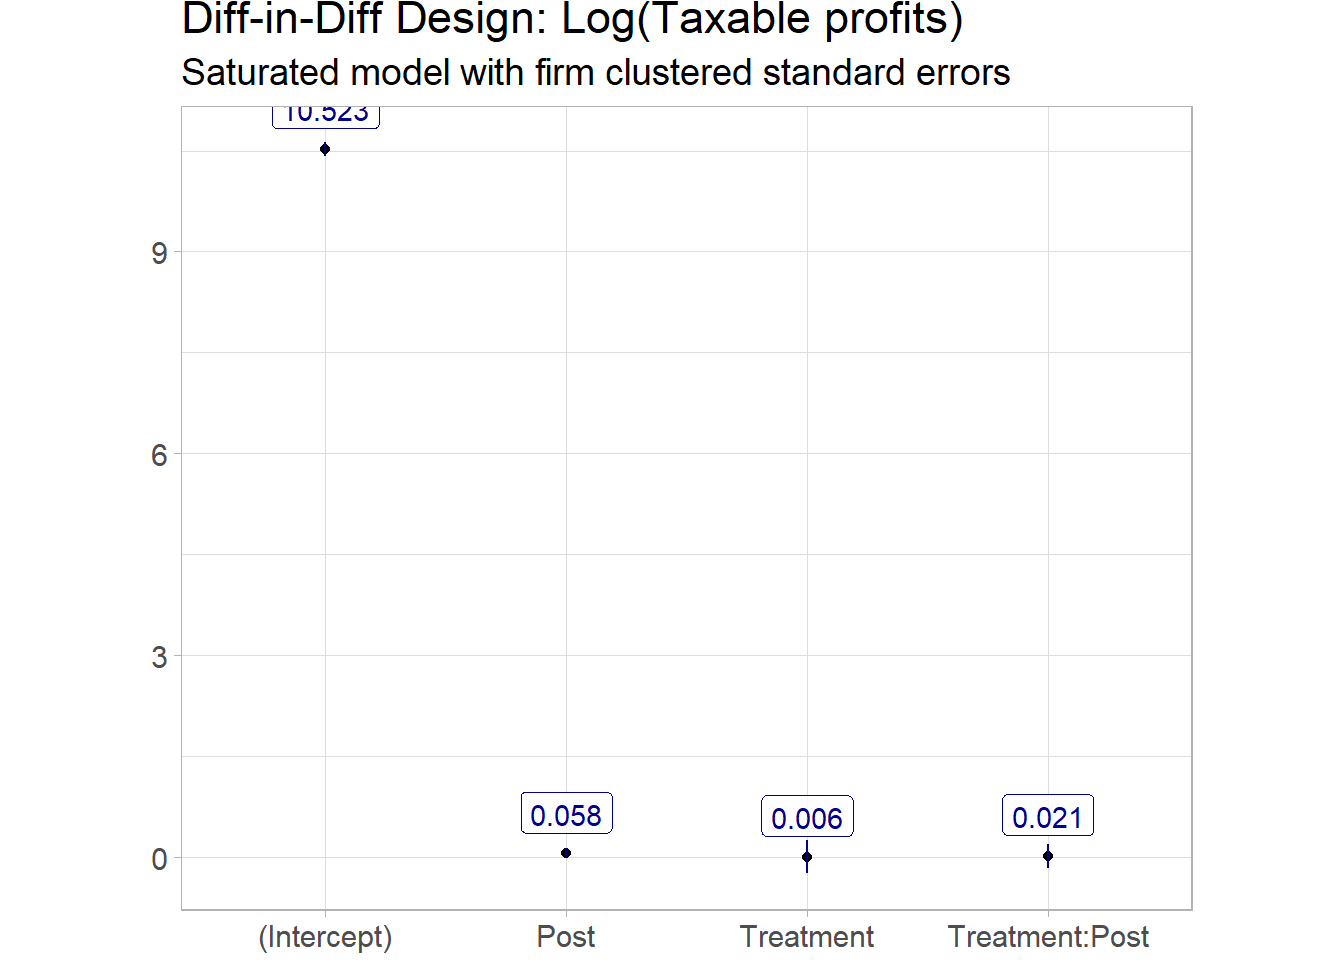 Diff-in-Diff Design: Log(Taxable profits)
Saturated model with firm clustered standard errors
10.523
9
6
3
0
0.058
0.006
0.021
(Intercept)
Post
Treatment
Treatment:Post